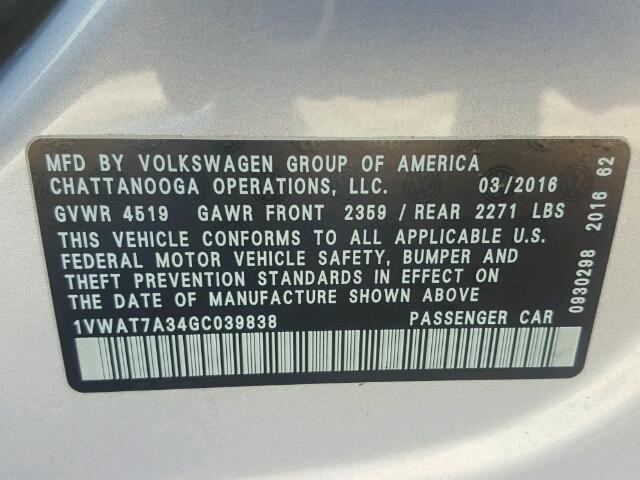 MFD BY VOLKSWAGEN GROUP OF AMERICA
CHATTANOOGA OPERATIONS, LLC. 03/2016
GVWR 4519 GAWR FRONT 2359 / REAR 2271 LBS
THIS VEHICLE CONFORMS TO ALL APPLICABLE U.S.
FEDERAL MOTOR VEHICLE SAFETY, BUMPER AND
THEFT PREVENTION STANDARDS IN EFFECT ON
THE DATE OF MANUFACTURE SHOWN ABOVE
1VWAT7A34GC039838 PASSENGER CAR
0930298 2016 62